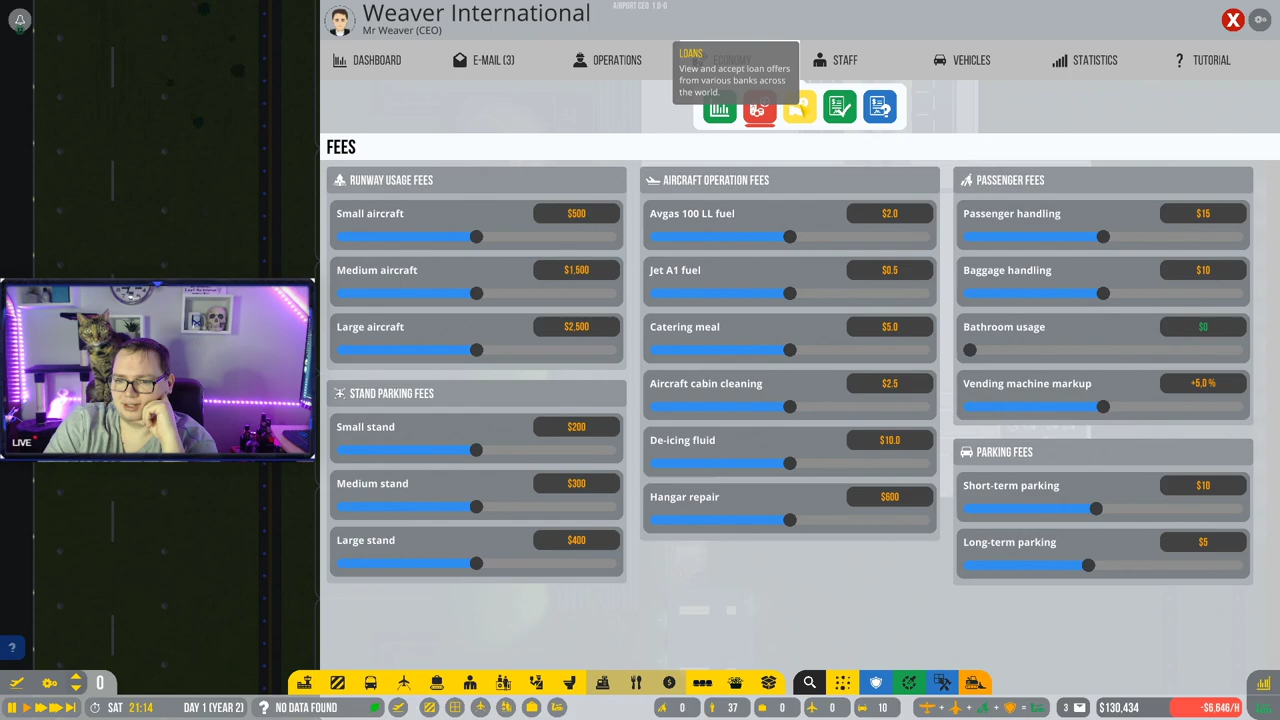 AIRPORT CEO 1.0-0
Weaver International
Mr Weaver (CEO)
X
DASHBOARD
E-MAIL (3)
OPERATIONS
ECONOMY
STAFF
VEHICLES
STATISTICS
? TUTORIAL
LOANS
View and accept loan offers
from various banks across
the world.
FEES
RUNWAY USAGE FEES
Small aircraft $500
Medium aircraft $1,500
Large aircraft $2,500
STAND PARKING FEES
Small stand $200
Medium stand $300
Large stand $400
AIRCRAFT OPERATION FEES
Avgas 100 LL fuel $2.0
Jet A1 fuel $0.5
Catering meal $5.0
Aircraft cabin cleaning $2.5
De-icing fluid $10.0
Hangar repair $600
PASSENGER FEES
Passenger handling $15
Baggage handling $10
Bathroom usage $0
Vending machine markup +5,0 %
PARKING FEES
Short-term parking $10
Long-term parking $5
LIVE
?
0
SAT 21:14 DAY 1 (YEAR 2) ? NO DATA FOUND
0 37 0 0 10
3 $130,434 -$6,646/H